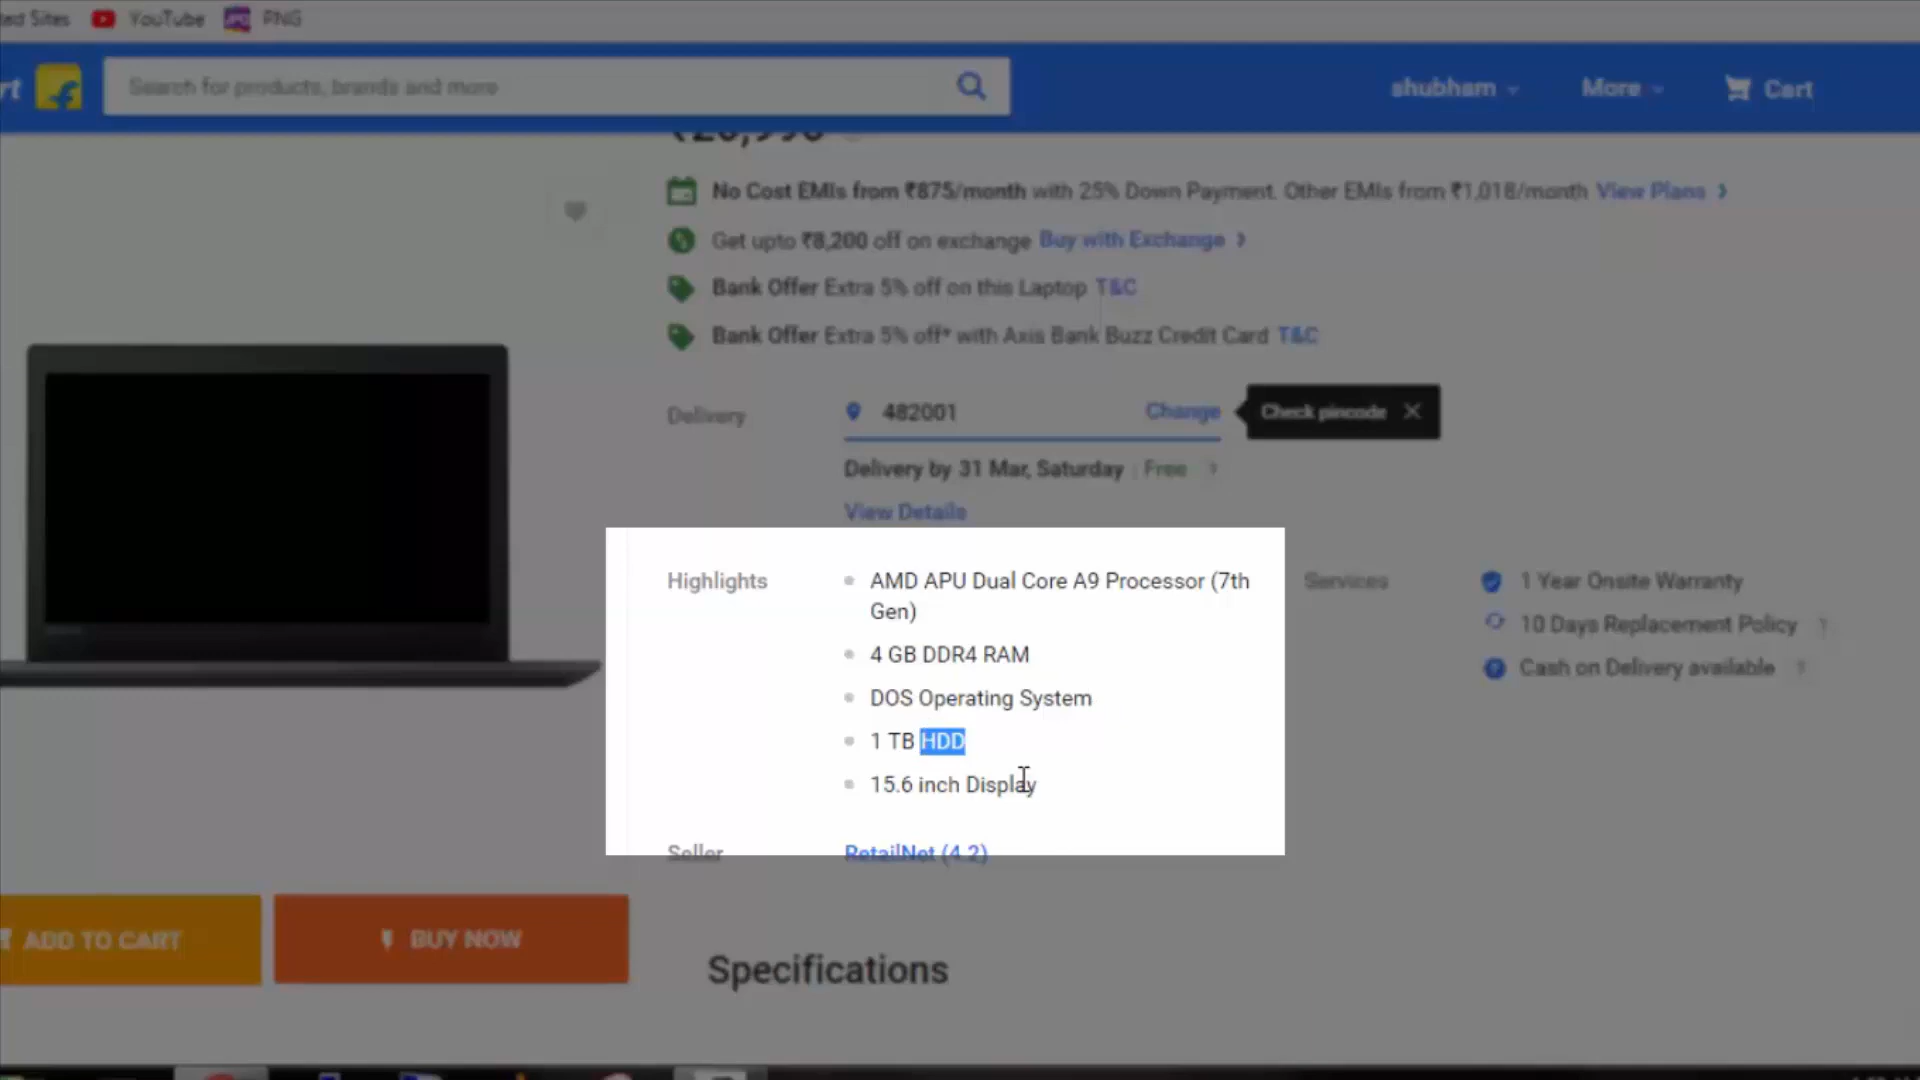 YouTube PNG
Search for products, brands and more
shubham More Cart
No Cost EMIs from ₹875/month with 25% Down Payment. Other EMIs from ₹1,018/month View Plans
Get upto ₹8,200 off on exchange Buy with Exchange
Bank Offer Extra 5% off on this Laptop T&C
Bank Offer Extra 5% off* with Axis Bank Buzz Credit Card T&C
Delivery 482001 Change Check pincode
Delivery by 31 Mar, Saturday Free ?
View Details
Highlights AMD APU Dual Core A9 Processor (7th
Gen)
4 GB DDR4 RAM
DOS Operating System
1 TB HDD
15.6 inch Display
Services 1 Year Onsite Warranty
10 Days Replacement Policy ?
Cash on Delivery available ?
Seller RetailNet (4.2)
ADD TO CART BUY NOW
Specifications